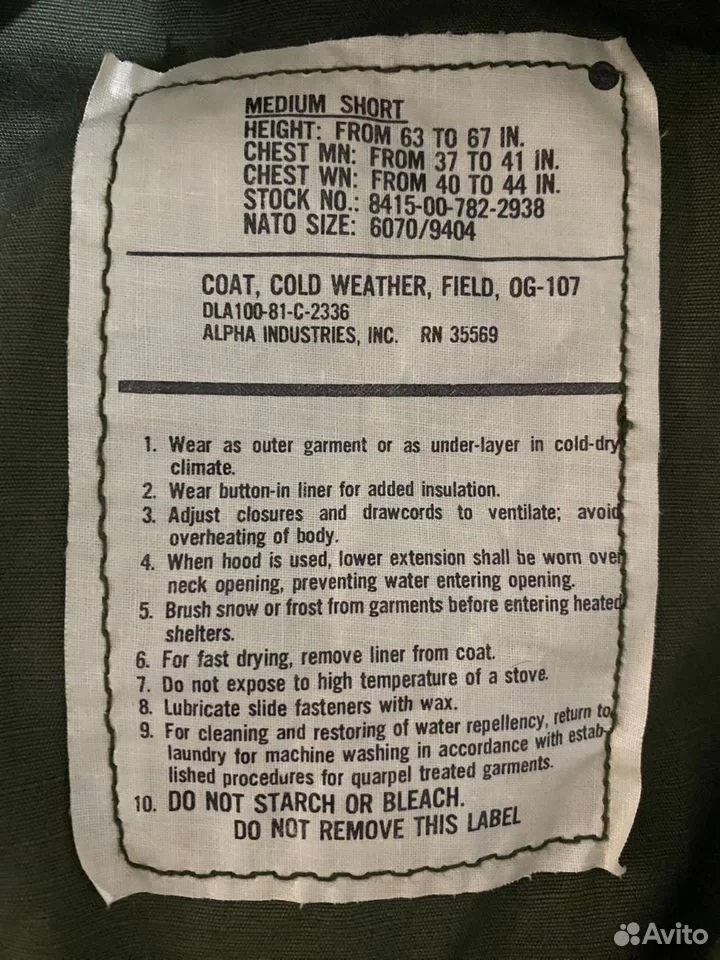 MEDIUM SHORT
HEIGHT: FROM 63 TO 67 IN.
CHEST MN: FROM 37 TO 41 IN.
CHEST WN: FROM 40 TO 44 IN.
STOCK NO.: 8415-00-782-2938
NATO SIZE: 6070/9404
COAT, COLD WEATHER, FIELD, OG-107
DLA100-81-C-2336
ALPHA INDUSTRIES, INC. RN 35569
1. Wear as outer garment or as under-layer in cold-dry
climate.
2. Wear button-in liner for added insulation.
3. Adjust closures and drawcords to ventilate; avoid
overheating of body.
4. When hood is used, lower extension shall be worn over
neck opening, preventing water entering opening.
5. Brush snow or frost from garments before entering heated
shelters.
6. For fast drying, remove liner from coat.
7. Do not expose to high temperature of a stove.
8. Lubricate slide fasteners with wax.
9. For cleaning and restoring of water repellency, return to
laundry for machine washing in accordance with estab-
lished procedures for quarpel treated garments.
10. DO NOT STARCH OR BLEACH.
DO NOT REMOVE THIS LABEL
Avito